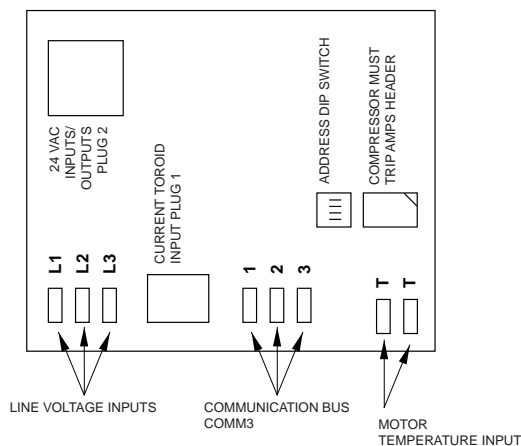 24 VAC
INPUTS/
OUTPUTS
PLUG 2
CURRENT TOROID
INPUT PLUG 1
ADDRESS DIP SWITCH
COMPRESSOR MUST
TRIP AMPS HEADER
L1
L2
L3
1
2
3
T
T
LINE VOLTAGE INPUTS
COMMUNICATION BUS
COMM3
MOTOR
TEMPERATURE INPUT